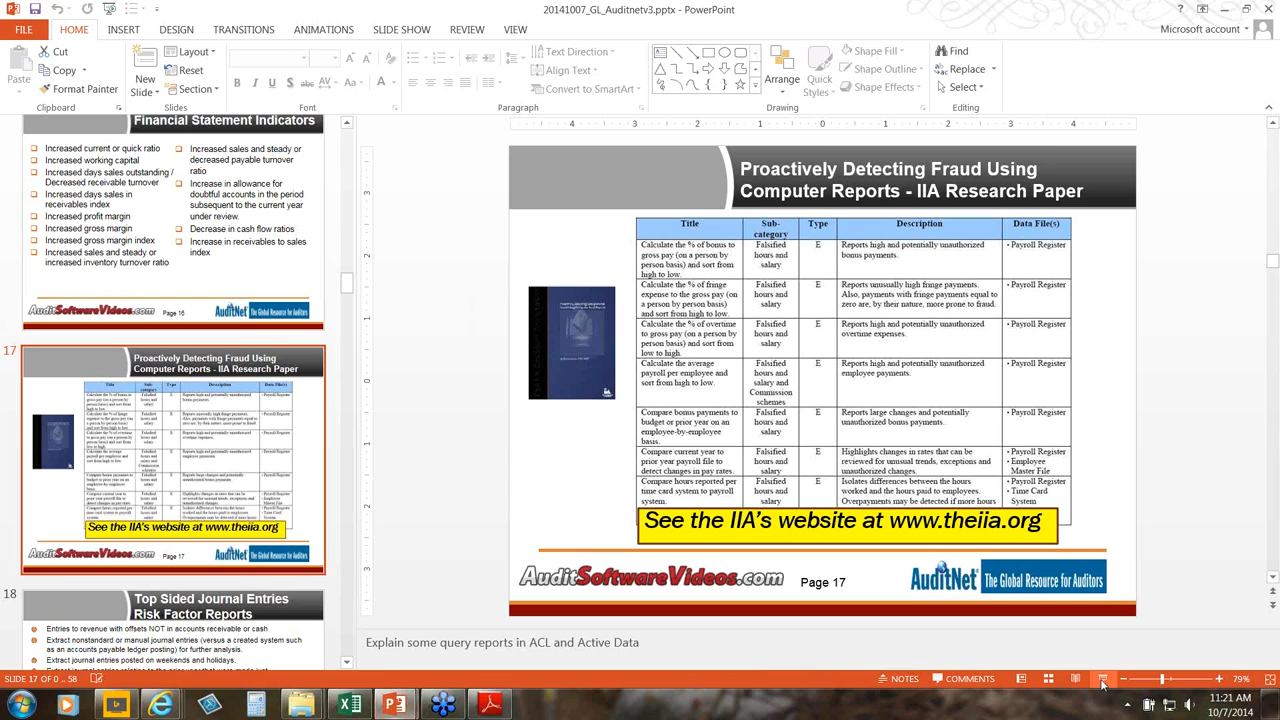 20141007_GL_Auditnetv3.pptx - PowerPoint
FILE HOME INSERT DESIGN TRANSITIONS ANIMATIONS SLIDE SHOW REVIEW VIEW
Microsoft account
Paste
Cut
Copy
Format Painter
Clipboard
New
Slide
Layout
Reset
Section
Slides
B I U S abc AV Aa A
Font
Text Direction
Align Text
Convert to SmartArt
Paragraph
Arrange
Quick
Styles
Shape Fill
Shape Outline
Shape Effects
Drawing
Find
Replace
Select
Editing
Financial Statement Indicators
Increased current or quick ratio
Increased working capital
Increased days sales outstanding /
Decreased receivable turnover
Increased days sales in
receivables index
Increased profit margin
Increased gross margin
Increased gross margin index
Increased sales and steady or
increased inventory turnover ratio
Increased sales and steady or
decreased payable turnover
ratio
Increase in allowance for
doubtful accounts in the period
subsequent to the current year
under review.
Decrease in cash flow ratios
Increase in receivables to sales
index
AuditSoftwareVideos.com
Page 16
AuditNet The Global Resource for Auditors
17
Proactively Detecting Fraud Using
Computer Reports - IIA Research Paper
See the IIA's website at www.theiia.org
AuditSoftwareVideos.com
Page 17
AuditNet The Global Resource for Auditors
18
Top Sided Journal Entries
Risk Factor Reports
Entries to revenue with offsets NOT in accounts receivable or cash
Extract nonstandard or manual journal entries (versus a created system such
as an accounts payable ledger posting) for further analysis.
Extract journal entries posted on weekends and holidays.
4 3 2 1 0 1 2 3 4
3 2 1 0 1 2 3
Proactively Detecting Fraud Using
Computer Reports - IIA Research Paper
Title Sub-category Type Description Data File(s)
Calculate the % of bonus to
gross pay (on a person by
person basis) and sort from
high to low.
Falsified
hours and
salary
E
Reports high and potentially unauthorized
bonus payments.
• Payroll Register
Calculate the % of fringe
expense to the gross pay (on
a person by person basis)
and sort from high to low.
Falsified
hours and
salary
E
Reports unusually high fringe payments.
Also, payments with fringe payments equal to
zero are, by their nature, more prone to fraud.
• Payroll Register
Calculate the % of overtime
to gross pay (on a person by
person basis) and sort from
low to high.
Falsified
hours and
salary
E
Reports high and potentially unauthorized
overtime expenses.
• Payroll Register
Calculate the average
payroll per employee and
sort from high to low.
Falsified
hours and
salary and
Commission
schemes
E
Reports high and potentially unauthorized
employee payments.
• Payroll Register
Compare bonus payments to
budget or prior year on an
employee-by-employee
basis.
Falsified
hours and
salary
E
Reports large changes and potentially
unauthorized bonus payments.
• Payroll Register
Compare current year to
prior year payroll file to
detect changes in pay rates.
Falsified
hours and
salary
E
Highlights changes in rates that can be
reviewed for unusual trends, exceptions and
unauthorized changes.
• Payroll Register
• Employee
Master File
Compare hours reported per
time card system to payroll
system.
Falsified
hours and
salary
E
Isolates differences between the hours
worked and the hours paid to employees.
Overpayments may be detected if more hours
• Payroll Register
• Time Card
System
See the IIA's website at www.theiia.org
AuditSoftwareVideos.com
Page 17
AuditNet The Global Resource for Auditors
Explain some query reports in ACL and Active Data
SLIDE 17 OF 0 .. 58
NOTES
COMMENTS
79%
11:21 AM
10/7/2014